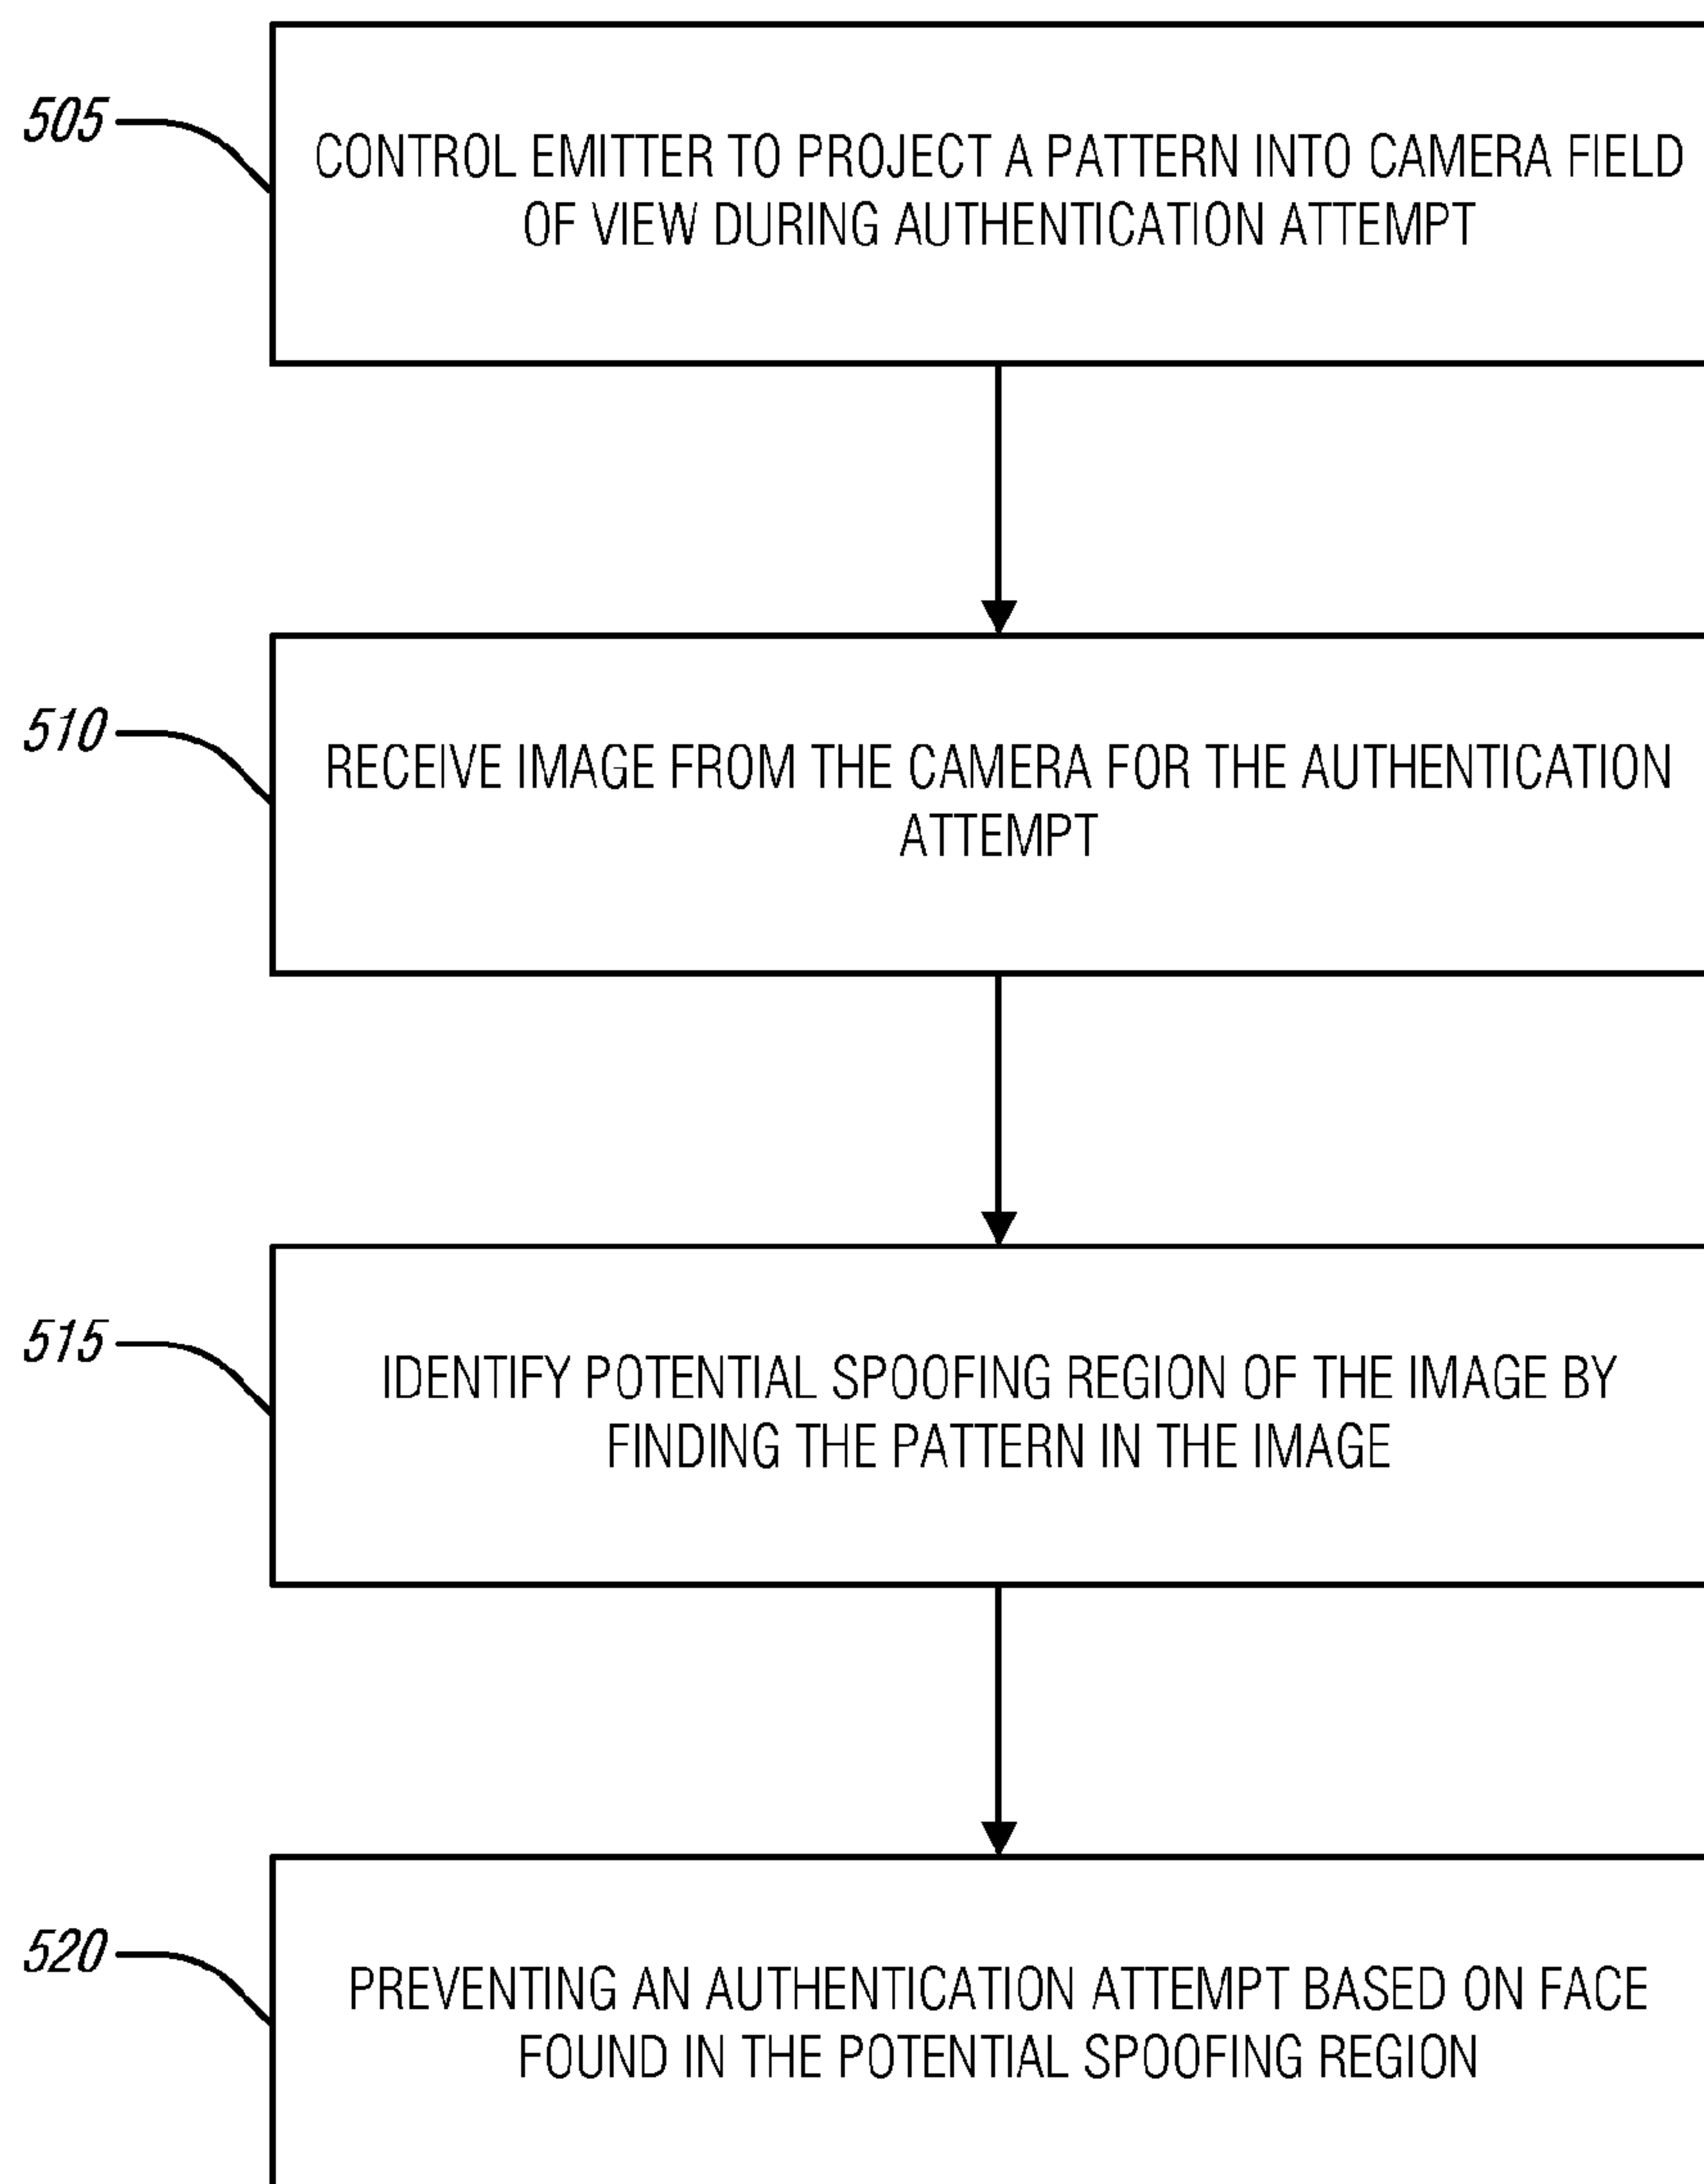 505
CONTROL EMITTER TO PROJECT A PATTERN INTO CAMERA FIELD
OF VIEW DURING AUTHENTICATION ATTEMPT
510
RECEIVE IMAGE FROM THE CAMERA FOR THE AUTHENTICATION
ATTEMPT
515
IDENTIFY POTENTIAL SPOOFING REGION OF THE IMAGE BY
FINDING THE PATTERN IN THE IMAGE
520
PREVENTING AN AUTHENTICATION ATTEMPT BASED ON FACE
FOUND IN THE POTENTIAL SPOOFING REGION